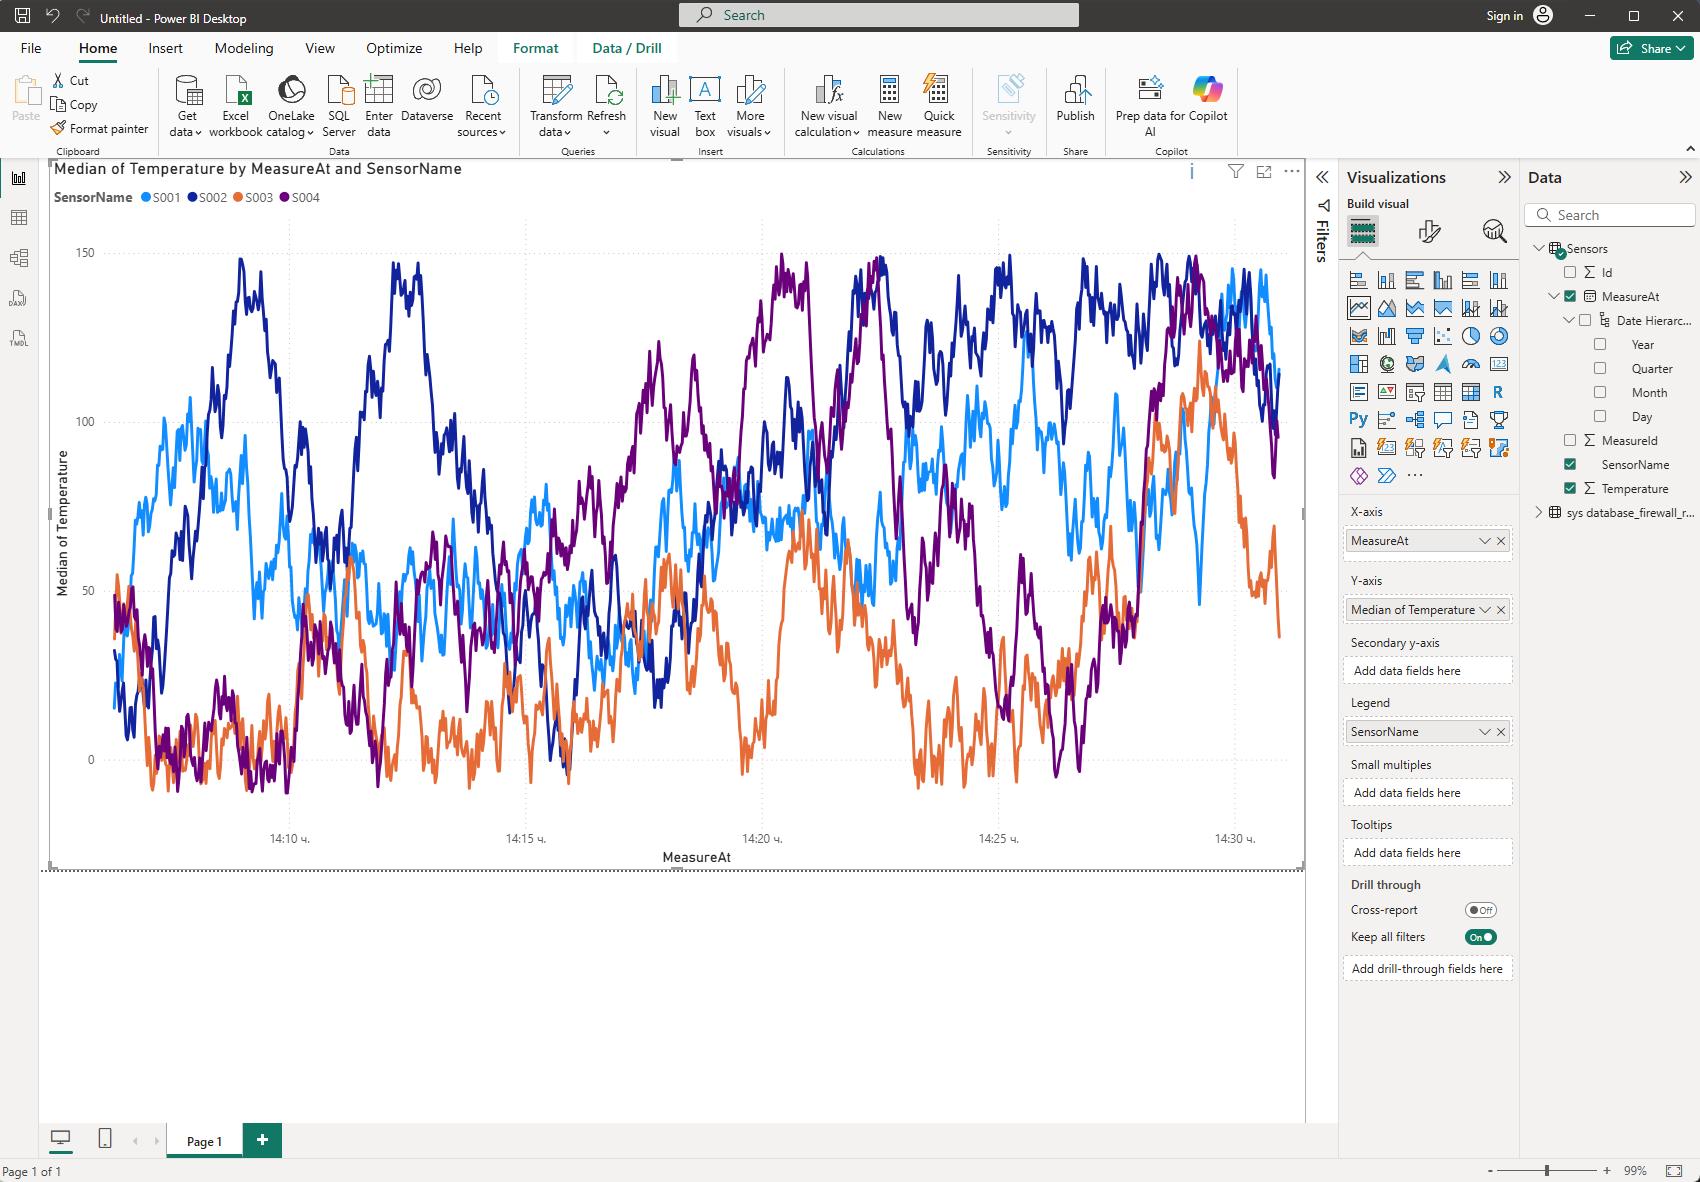 Untitled - Power BI Desktop
Search
Sign in
File
Home
Insert
Modeling
View
Optimize
Help
Format
Data / Drill
Share
Paste
Cut
Copy
Format painter
Clipboard
Get data
Excel workbook
OneLake catalog
SQL Server
Enter data
Dataverse
Recent sources
Data
Transform data
Refresh
Queries
New visual
Text box
More visuals
Insert
New visual calculation
New measure
Quick measure
Calculations
Sensitivity
Sensitivity
Publish
Share
Prep data for AI
Copilot
Copilot
Median of Temperature by MeasureAt and SensorName
SensorName S001 S002 S003 S004
150
100
50
0
Median of Temperature
14:10 ч.
14:15 ч.
14:20 ч.
14:25 ч.
14:30 ч.
MeasureAt
Filters
Visualizations
Build visual
R
Py
123
X-axis
MeasureAt
Y-axis
Median of Temperature
Secondary y-axis
Add data fields here
Legend
SensorName
Small multiples
Add data fields here
Tooltips
Add data fields here
Drill through
Cross-report
Off
Keep all filters
On
Add drill-through fields here
Data
Search
Sensors
Id
MeasureAt
Date Hierarc...
Year
Quarter
Month
Day
MeasureId
SensorName
Temperature
sys database_firewall_r...
DAX
TMDL
Page 1
Page 1 of 1
99%